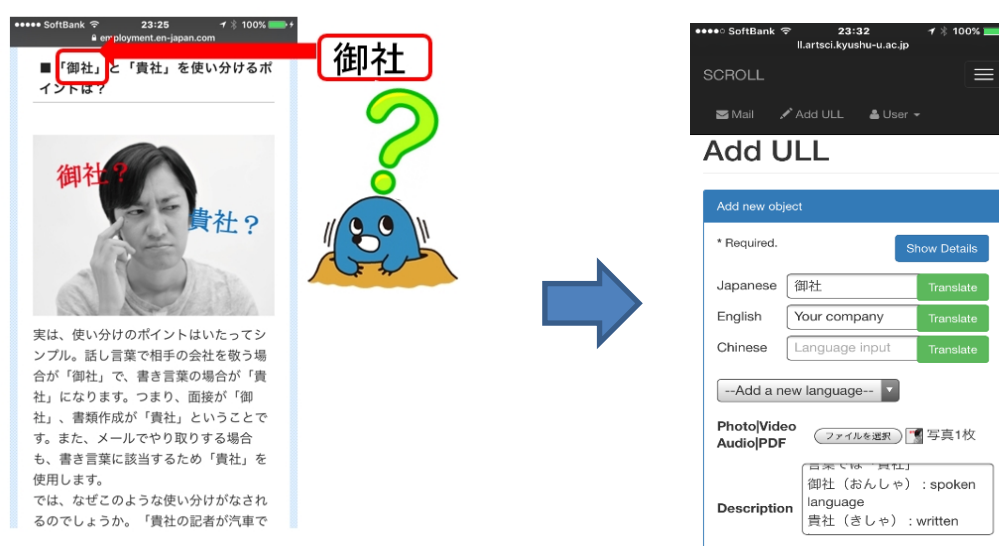 SoftBank 23:25 100%
employment.en-japan.com
■「御社」と「貴社」を使い分けるポ
イントは？
御社？
貴社？
実は、使い分けのポイントはいたってシ
ンプル。話し言葉で相手の会社を敬う場
合が「御社」で、書き言葉の場合が「貴
社」になります。つまり、面接が「御
社」、書類作成が「貴社」ということで
す。また、メールでやり取りする場合
も、書き言葉に該当するため「貴社」を
使用します。
では、なぜこのような使い分けがなされ
るのでしょうか。「貴社の記者が汽車で
御社
SoftBank 23:32 100%
ll.artsci.kyushu-u.ac.jp
SCROLL
Mail Add ULL User
Add ULL
Add new object
* Required.
Show Details
Japanese 御社 Translate
English Your company Translate
Chinese Language input Translate
--Add a new language--
Photo|Video
Audio|PDF
ファイルを選択 写真1枚
Description
言葉では「貴社」
御社（おんしゃ）：spoken
language
貴社（きしゃ）：written